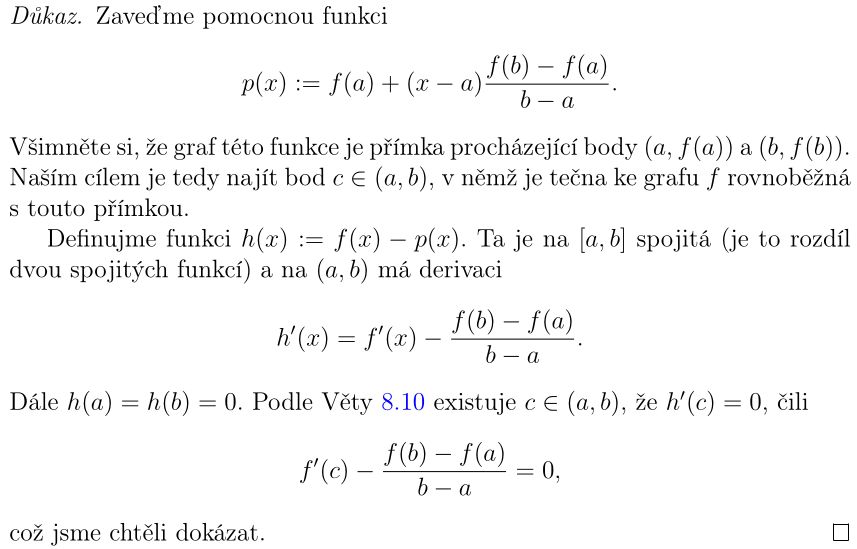 Důkaz. Zaveďme pomocnou funkci
p(x) := f(a) + (x − a)\frac{f(b) − f(a)}{b − a}.
Všimněte si, že graf této funkce je přímka procházející body (a, f(a)) a (b, f(b)).
Naším cílem je tedy najít bod c ∈ (a, b), v němž je tečna ke grafu f rovnoběžná
s touto přímkou.
Definujme funkci h(x) := f(x) − p(x). Ta je na [a, b] spojitá (je to rozdíl
dvou spojitých funkcí) a na (a, b) má derivaci
h′(x) = f′(x) − \frac{f(b) − f(a)}{b − a}.
Dále h(a) = h(b) = 0. Podle Věty 8.10 existuje c ∈ (a, b), že h′(c) = 0, čili
f′(c) − \frac{f(b) − f(a)}{b − a} = 0,
což jsme chtěli dokázat. □